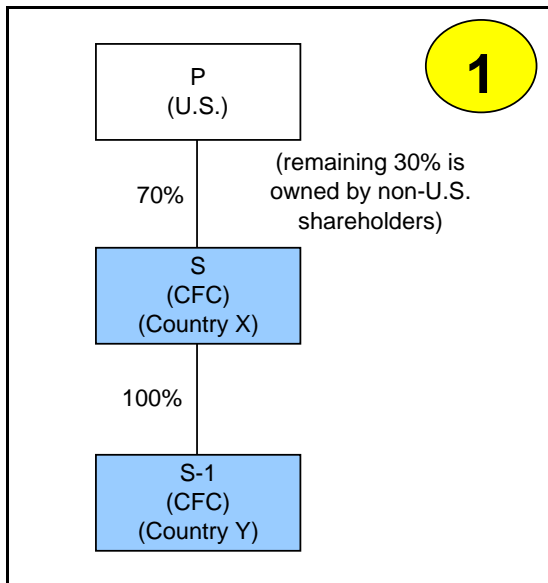 P
(U.S.)
1
(remaining 30% is
owned by non-U.S.
shareholders)
70%
S
(CFC)
(Country X)
100%
S-1
(CFC)
(Country Y)